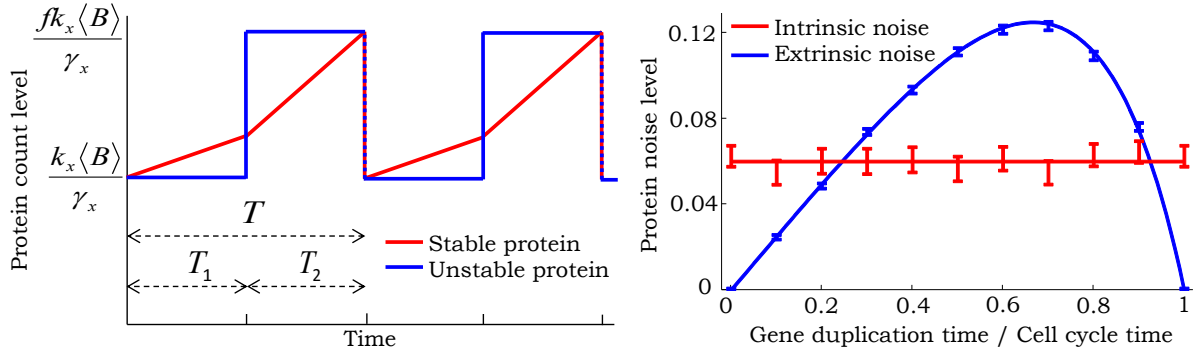 fk_x⟨B⟩
γ_x
k_x⟨B⟩
γ_x
Protein count level
T
T_1
T_2
Stable protein
Unstable protein
Time
Protein noise level
0.12
0.08
0.04
0
Intrinsic noise
Extrinsic noise
0 0.2 0.4 0.6 0.8 1
Gene duplication time / Cell cycle time